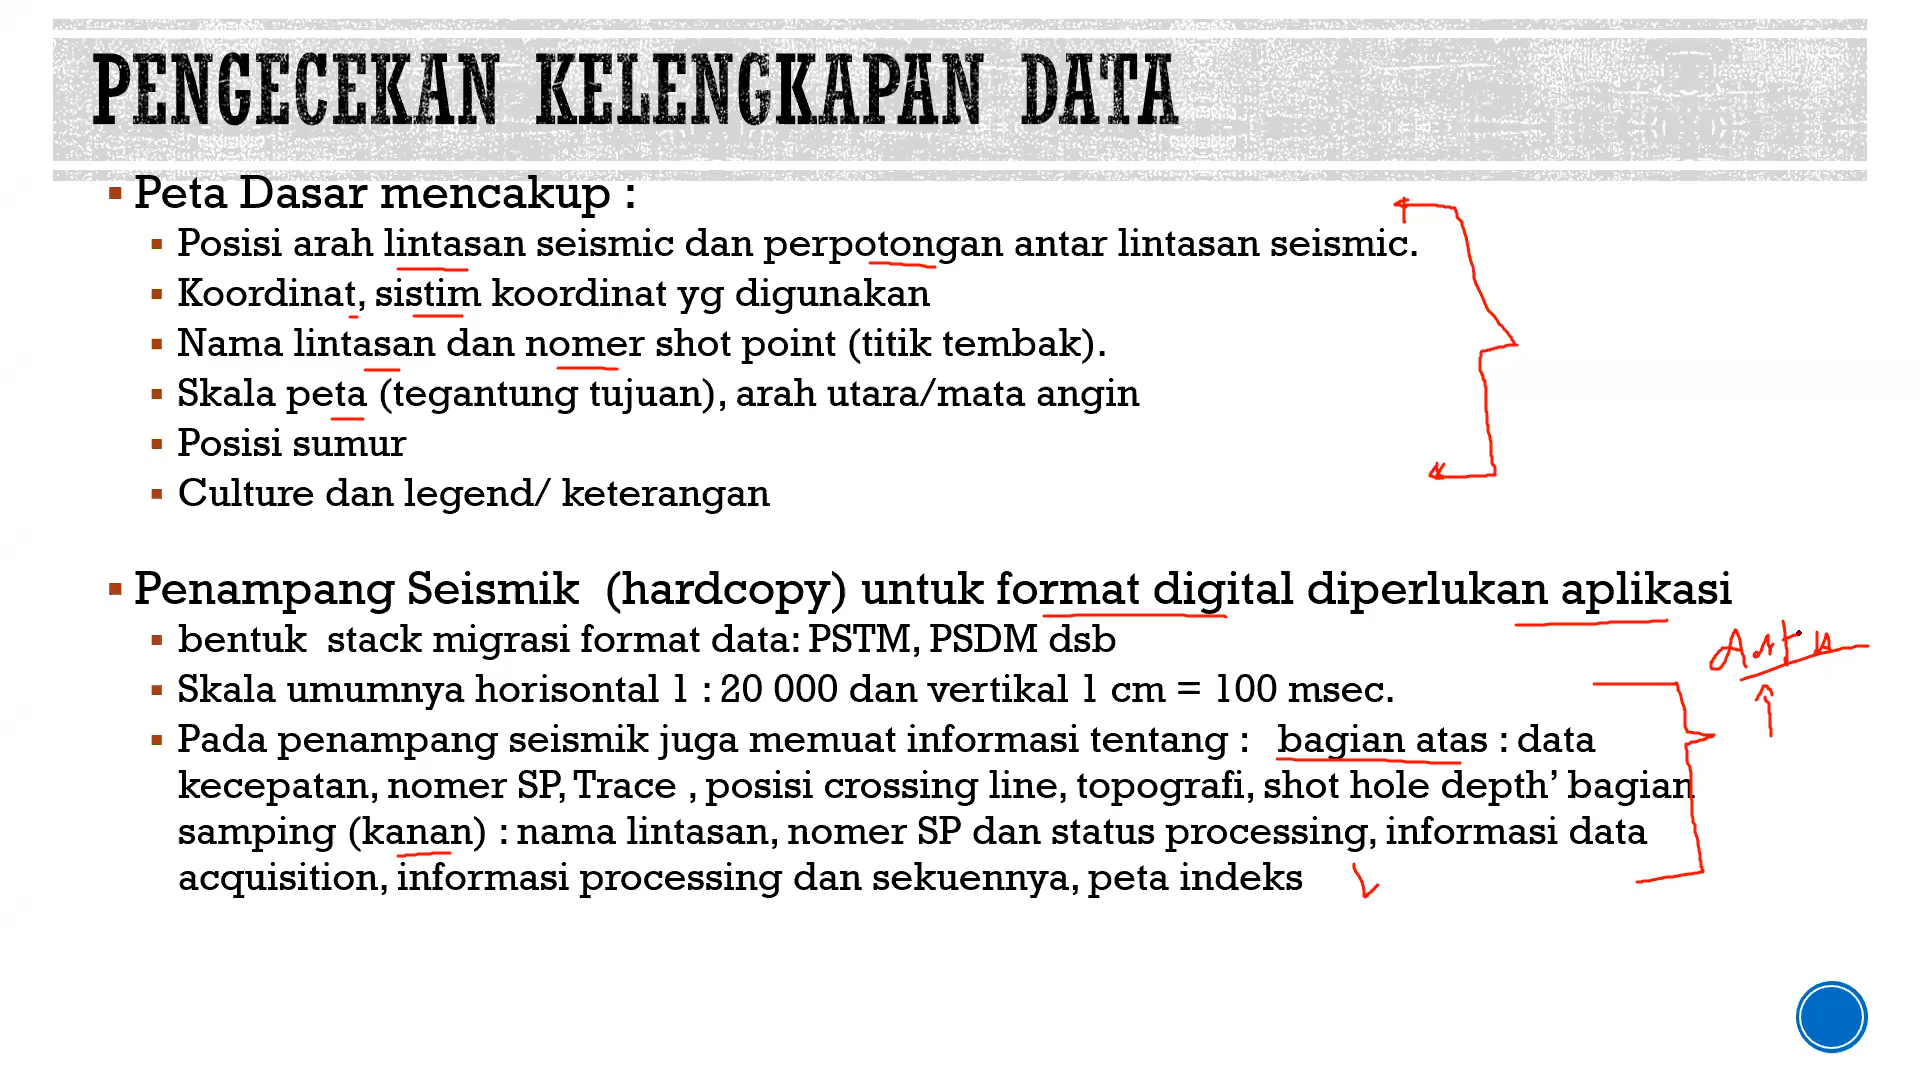 PENGECEKAN KELENGKAPAN DATA
Peta Dasar mencakup :
Posisi arah lintasan seismic dan perpotongan antar lintasan seismic.
Koordinat, sistim koordinat yg digunakan
Nama lintasan dan nomer shot point (titik tembak).
Skala peta (tegantung tujuan), arah utara/mata angin
Posisi sumur
Culture dan legend/ keterangan
Penampang Seismik (hardcopy) untuk format digital diperlukan aplikasi
bentuk stack migrasi format data: PSTM, PSDM dsb
Skala umumnya horisontal 1 : 20 000 dan vertikal 1 cm = 100 msec.
Pada penampang seismik juga memuat informasi tentang : bagian atas : data
kecepatan, nomer SP, Trace , posisi crossing line, topografi, shot hole depth’ bagian
samping (kanan) : nama lintasan, nomer SP dan status processing, informasi data
acquisition, informasi processing dan sekuennya, peta indeks